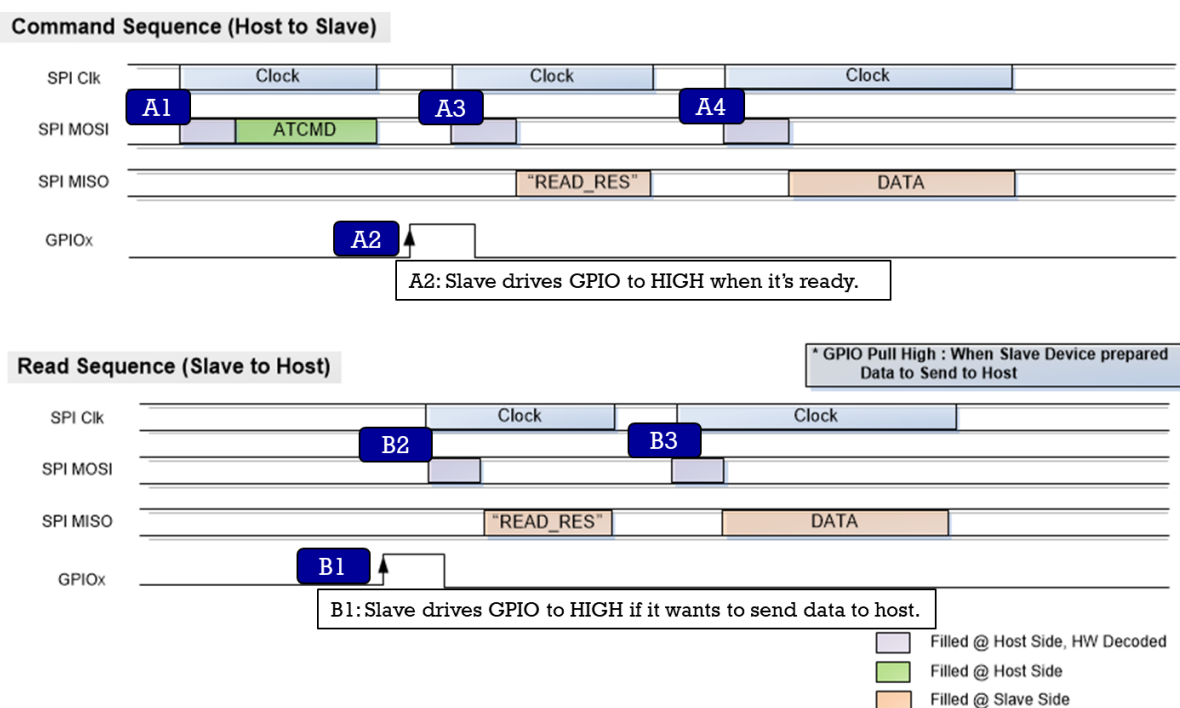 Command Sequence (Host to Slave)
SPI Clk
Clock
Clock
Clock
A1
A3
A4
SPI MOSI
ATCMD
SPI MISO
“READ_RES”
DATA
GPIOx
A2
A2: Slave drives GPIO to HIGH when it’s ready.
Read Sequence (Slave to Host)
* GPIO Pull High : When Slave Device prepared
Data to Send to Host
SPI Clk
Clock
Clock
B2
B3
SPI MOSI
SPI MISO
“READ_RES”
DATA
GPIOx
B1
B1: Slave drives GPIO to HIGH if it wants to send data to host.
Filled @ Host Side, HW Decoded
Filled @ Host Side
Filled @ Slave Side